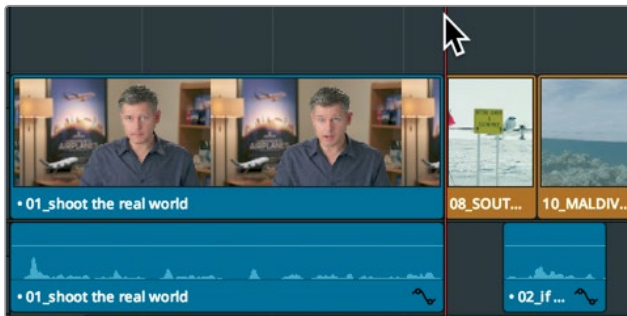 AIRPLANES
AIRPLANES
• 01_shoot the real world
08_SOUT...
10_MALDIV...
• 01_shoot the real world
• 02_if ...